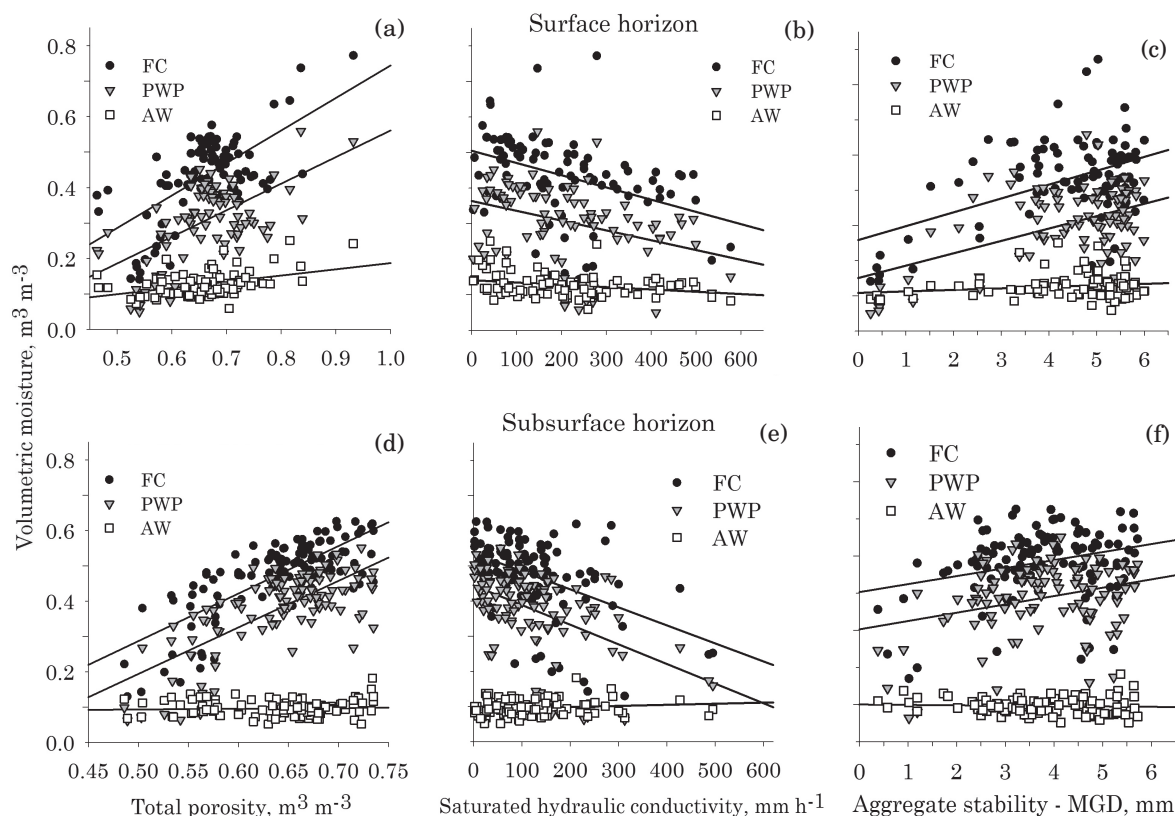 Surface horizon
(a)
(b)
(c)
FC
PWP
AW
FC
PWP
AW
FC
PWP
AW
0.8
0.6
0.4
0.2
0.0
0.5 0.6 0.7 0.8 0.9 1.0
0 100 200 300 400 500 600
0 1 2 3 4 5 6
Volumetric moisture, m³ m-³
Subsurface horizon
(d)
(e)
(f)
FC
PWP
AW
FC
PWP
AW
FC
PWP
AW
0.8
0.6
0.4
0.2
0.0
0.45 0.50 0.55 0.60 0.65 0.70 0.75
0 100 200 300 400 500 600
0 1 2 3 4 5 6
Total porosity, m³ m-³
Saturated hydraulic conductivity, mm h-¹
Aggregate stability - MGD, mm